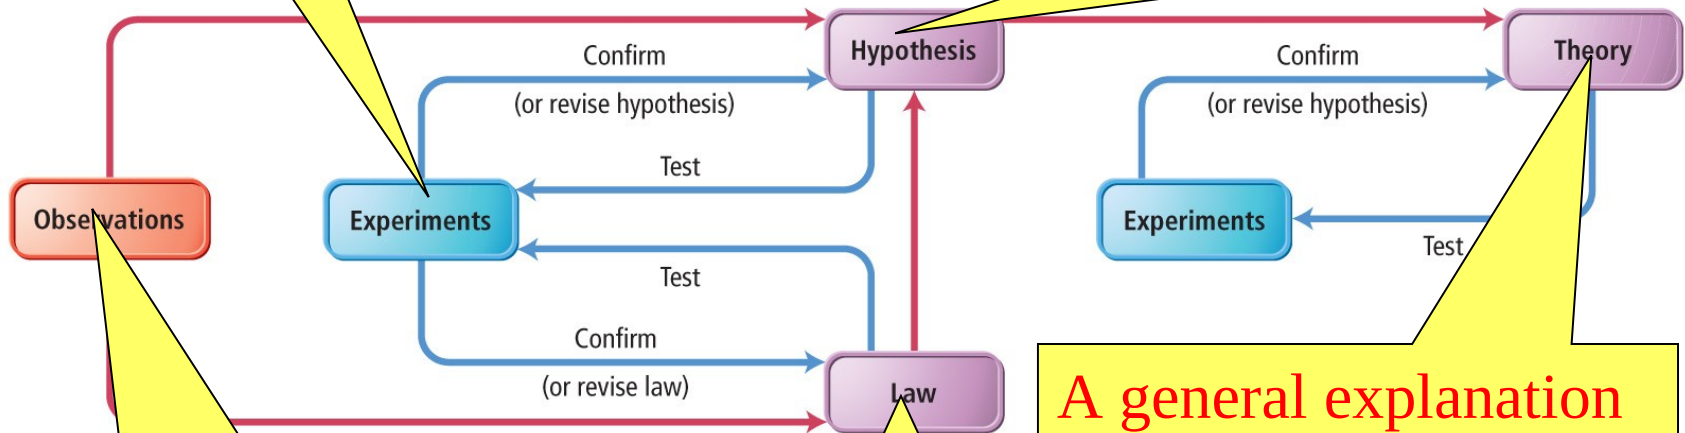 Hypothesis
Theory
Confirm
(or revise hypothesis)
Confirm
(or revise hypothesis)
Test
Observations
Experiments
Experiments
Test
Test
Confirm
(or revise law)
Law
A general explanation